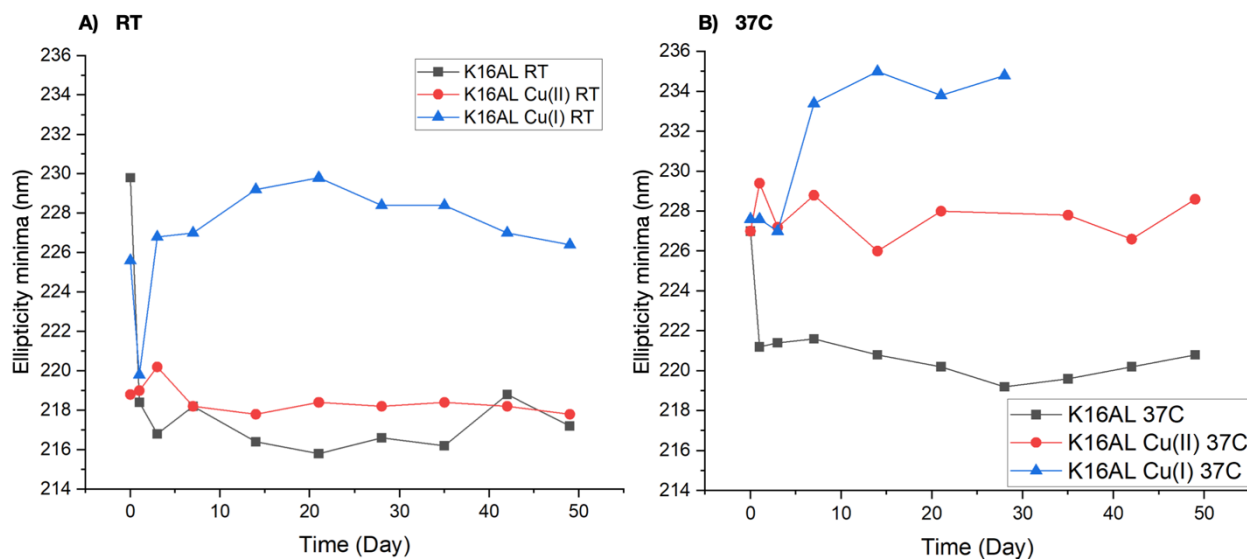 A) RT
236
234
232
230
228
226
224
222
220
218
216
214
Ellipticity minima (nm)
K16AL RT
K16AL Cu(II) RT
K16AL Cu(I) RT
0 10 20 30 40 50
Time (Day)
B) 37C
236
234
232
230
228
226
224
222
220
218
216
214
Ellipticity minima (nm)
K16AL 37C
K16AL Cu(II) 37C
K16AL Cu(I) 37C
0 10 20 30 40 50
Time (Day)